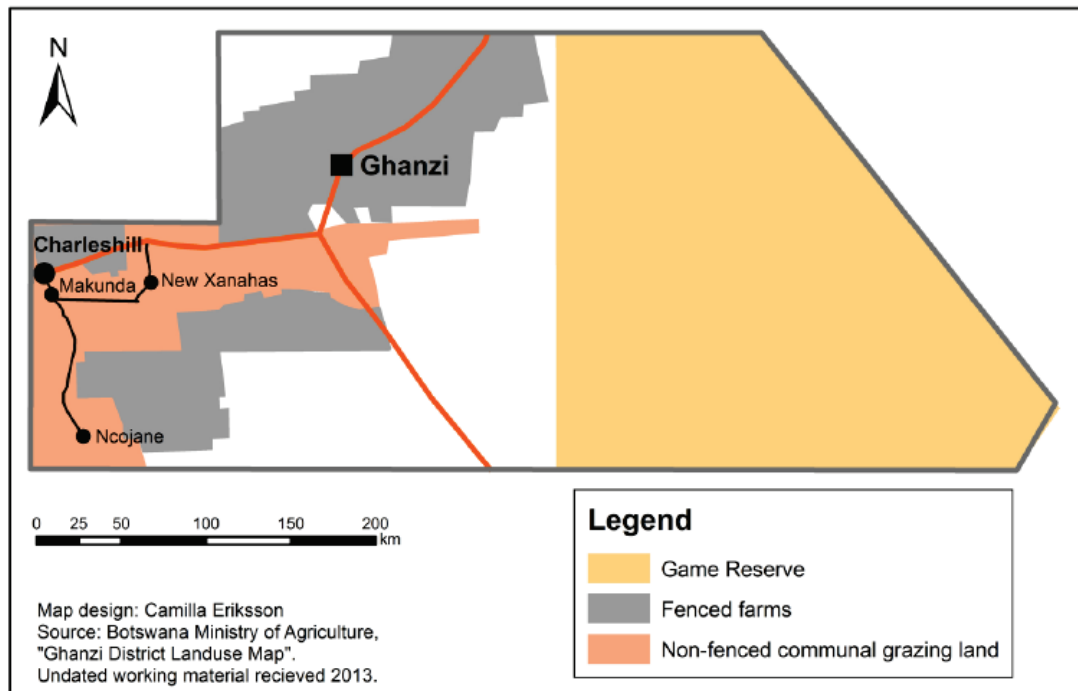 N
Ghanzi
Charleshill
Makunda
New Xanahas
Ncojane
0 25 50 100 150 200
km
Legend
Game Reserve
Fenced farms
Non-fenced communal grazing land
Map design: Camilla Eriksson
Source: Botswana Ministry of Agriculture,
"Ghanzi District Landuse Map".
Undated working material recieved 2013.